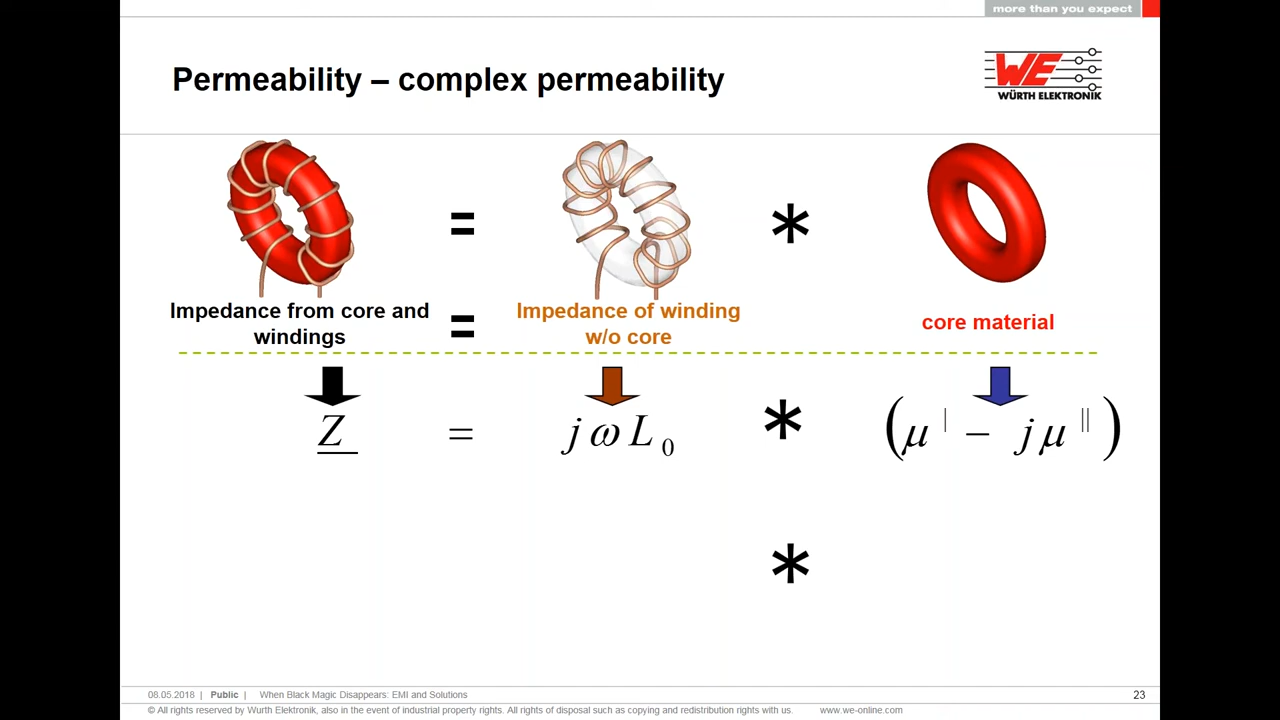 more than you expect
Permeability – complex permeability
WE
WÜRTH ELEKTRONIK
= *
Impedance from core and
windings
=
Impedance of winding
w/o core
core material
Z = j ω L₀ * (μ′ − jμ′′)
*
08.05.2018 | Public | When Black Magic Disappears: EMI and Solutions
23
© All rights reserved by Wurth Elektronik, also in the event of industrial property rights. All rights of disposal such as copying and redistribution rights with us. www.we-online.com